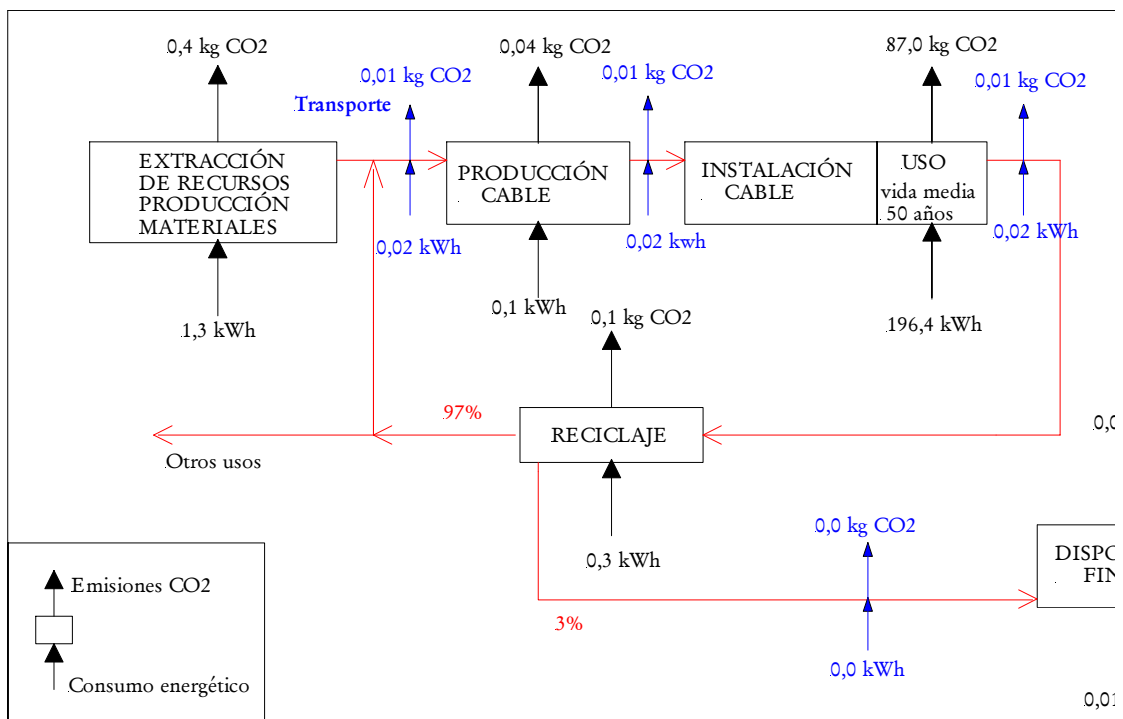 0,4 kg CO2
0,04 kg CO2
87,0 kg CO2
0,01 kg CO2
0,01 kg CO2
0,01 kg CO2
Transporte
EXTRACCIÓN
DE RECURSOS
PRODUCCIÓN
MATERIALES
PRODUCCIÓN
CABLE
INSTALACIÓN
CABLE
USO
vida media
50 años
0,02 kWh
0,02 kwh
0,02 kWh
1,3 kWh
0,1 kWh
196,4 kWh
0,1 kg CO2
97%
RECICLAJE
Otros usos
0,3 kWh
0,0 kg CO2
3%
0,0 kWh
Emisiones CO2
Consumo energético
0,01